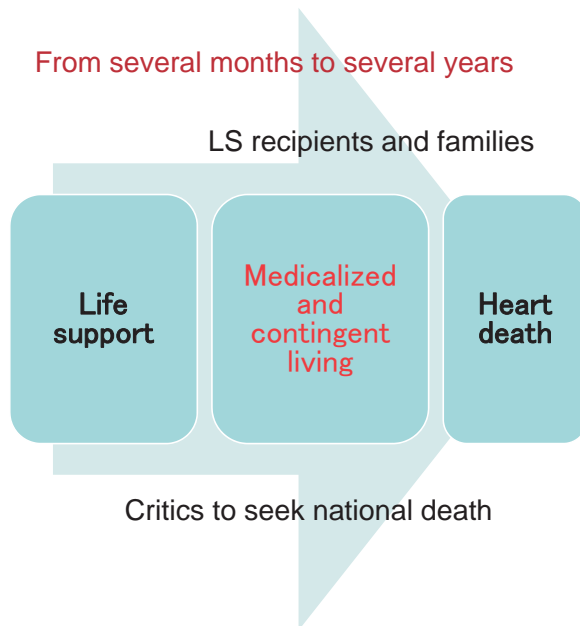 From several months to several years
LS recipients and families
Life
support
Medicalized
and
contingent
living
Heart
death
Critics to seek national death